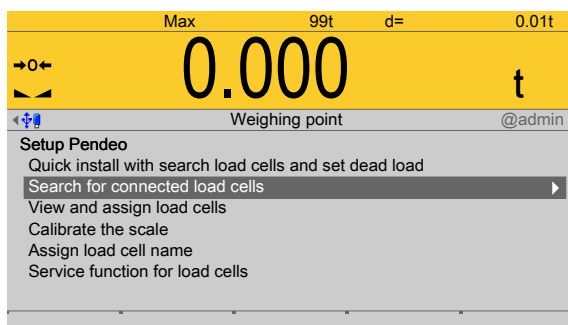 Max 99t d= 0.01t
→0← 0.000 t
Weighing point @admin
Setup Pendeo
Quick install with search load cells and set dead load
Search for connected load cells
View and assign load cells
Calibrate the scale
Assign load cell name
Service function for load cells